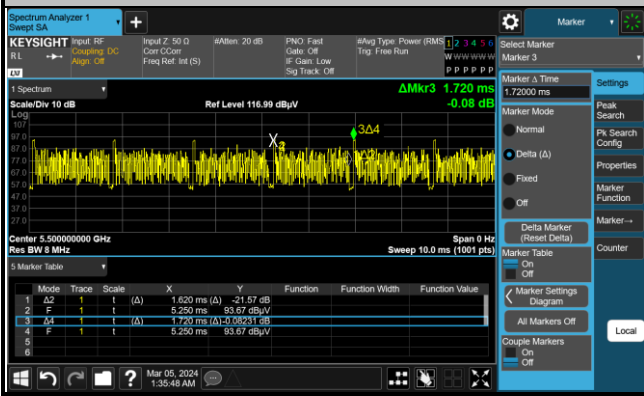 Spectrum Analyzer 1
Swept SA
Marker
KEYSIGHT
RL
Input: RF
Coupling: DC
Align: Off
Input Z: 50 Ω
Corr CCorr
Freq Ref: Int (S)
#Atten: 20 dB
PNO: Fast
Gate: Off
IF Gain: Low
Sig Track: Off
#Avg Type: Power (RMS
Trig: Free Run
1 2 3 4 5 6
W W W W W W
P P P P P P
Select Marker
Marker 3
LXI
1 Spectrum
Scale/Div 10 dB
Log
Ref Level 116.99 dBµV
ΔMkr3 1.720 ms
-0.08 dB
107
97.0
87.0
77.0
67.0
57.0
47.0
37.0
27.0
3Δ4
Center 5.500000000 GHz
Res BW 8 MHz
Span 0 Hz
Sweep 10.0 ms (1001 pts)
5 Marker Table
Mode Trace Scale X Y Function Function Width Function Value
1 Δ2 1 t (Δ) 1.620 ms (Δ) -21.57 dB
2 F 1 t 5.250 ms 93.67 dBµV
3 Δ4 1 t (Δ) 1.720 ms (Δ) -0.08231 dB
4 F 1 t 5.250 ms 93.67 dBµV
5
6
Mar 05, 2024
1:35:48 AM
Marker Δ Time
1.72000 ms
Marker Mode
Normal
Delta (Δ)
Fixed
Off
Delta Marker
(Reset Delta)
Marker Table
On
Off
Marker Settings
Diagram
All Markers Off
Couple Markers
On
Off
Settings
Peak
Search
Pk Search
Config
Properties
Marker
Function
Marker→
Counter
Local